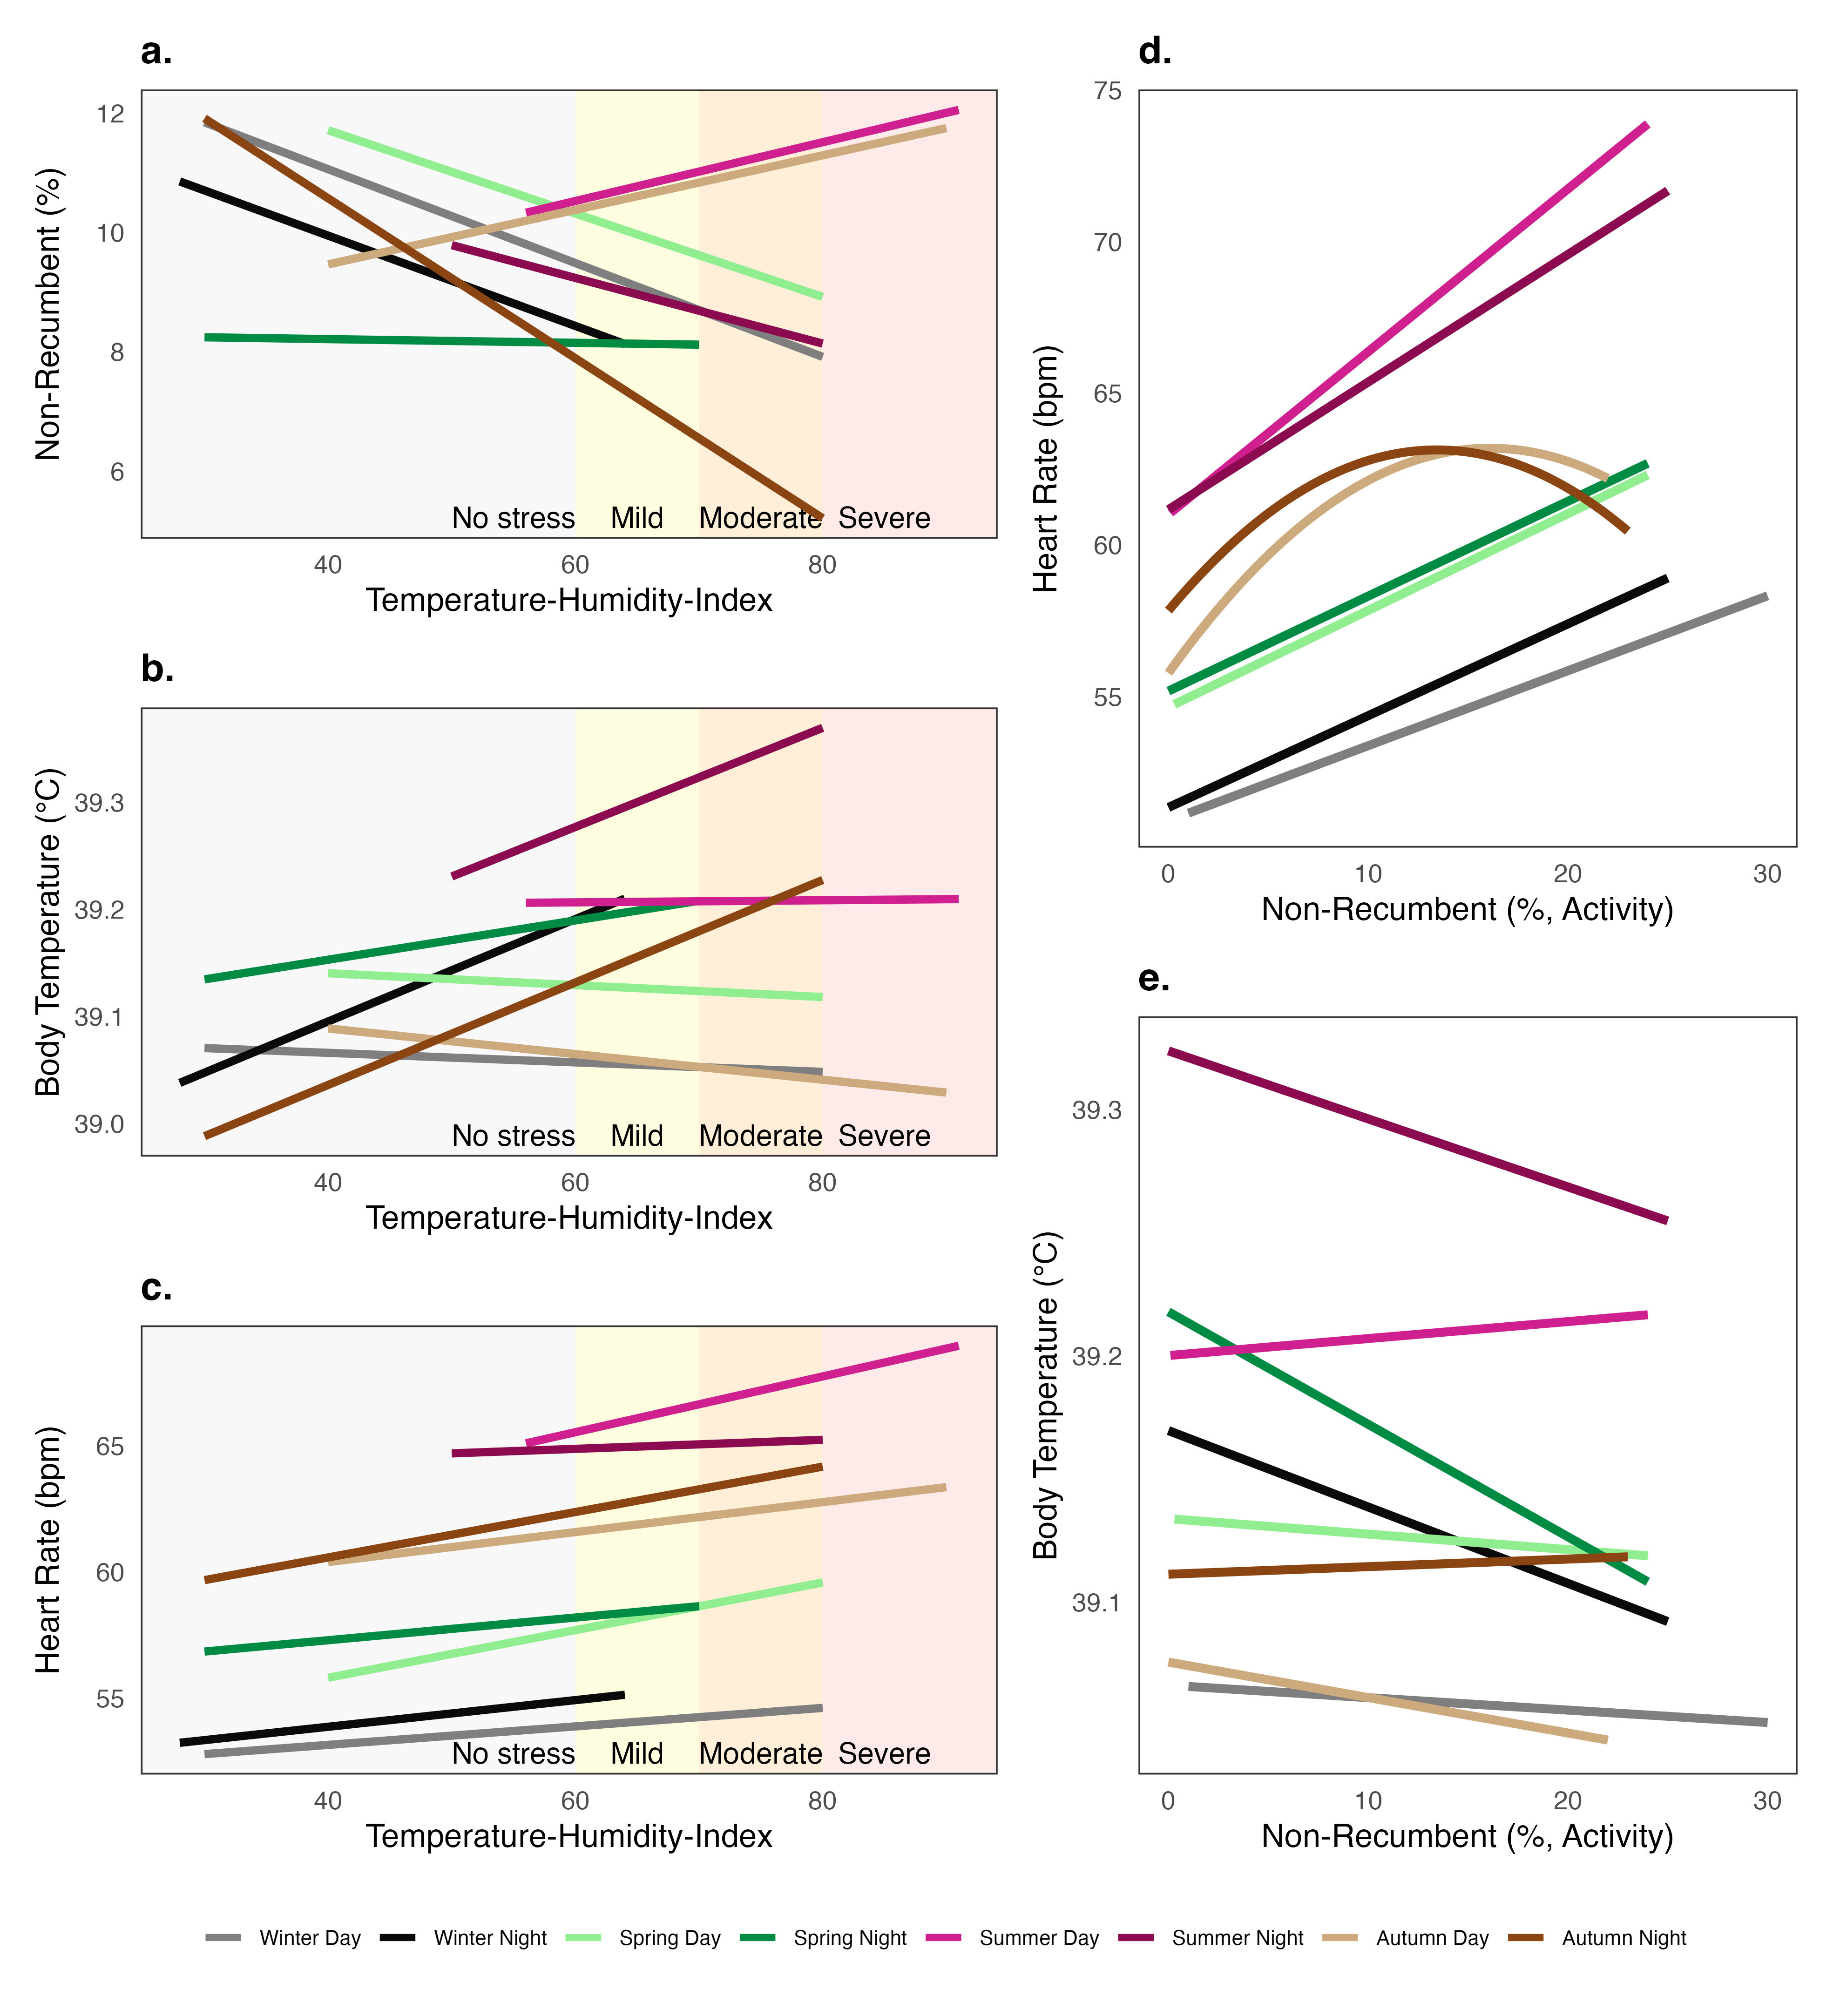 a.
Non-Recumbent (%)
12
10
8
6
No stress Mild Moderate Severe
40 60 80
Temperature-Humidity-Index
b.
Body Temperature (°C)
39.3
39.2
39.1
39.0
No stress Mild Moderate Severe
40 60 80
Temperature-Humidity-Index
c.
Heart Rate (bpm)
65
60
55
No stress Mild Moderate Severe
40 60 80
Temperature-Humidity-Index
d.
Heart Rate (bpm)
75
70
65
60
55
0 10 20 30
Non-Recumbent (%, Activity)
e.
Body Temperature (°C)
39.3
39.2
39.1
0 10 20 30
Non-Recumbent (%, Activity)
Winter Day Winter Night Spring Day Spring Night Summer Day Summer Night Autumn Day Autumn Night